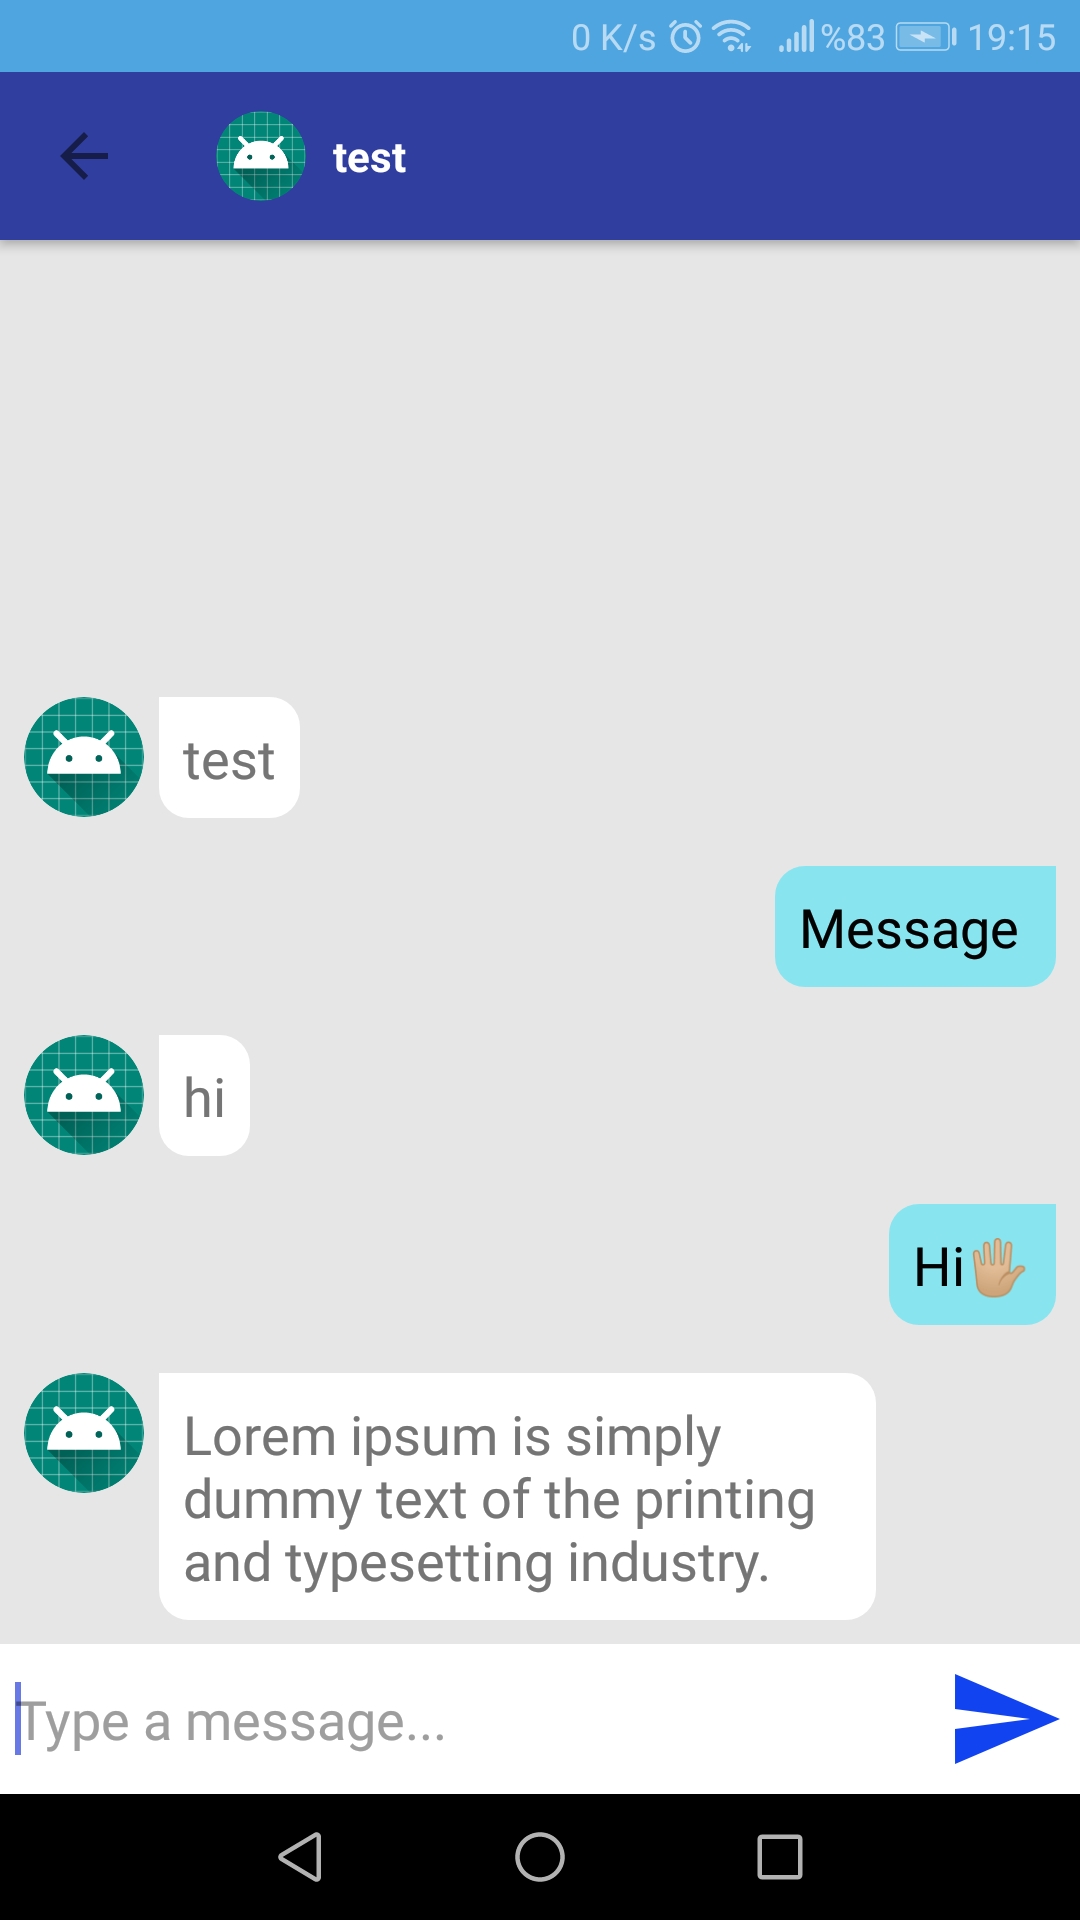 0 K/s %83 19:15
test
test
Message
hi
Hi🖐🏼
Lorem ipsum is simply
dummy text of the printing
and typesetting industry.
Type a message...